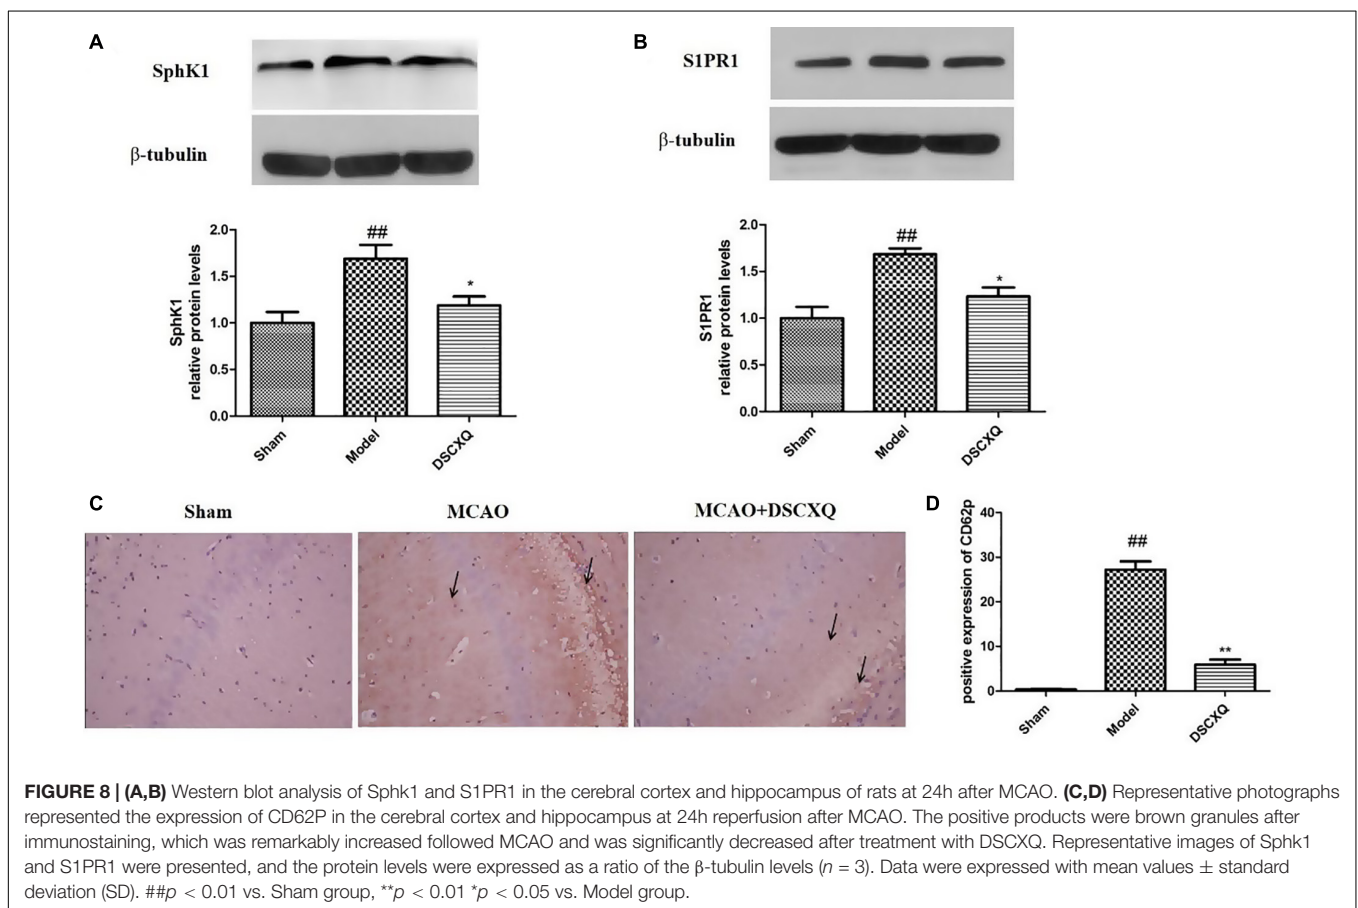 A
SphK1
β-tubulin
SphK1
relative protein levels
2.0
1.5
1.0
0.5
0.0
##
*
Sham
Model
DSCXQ
B
S1PR1
β-tubulin
S1PR1
relative protein levels
2.0
1.5
1.0
0.5
0.0
##
*
Sham
Model
DSCXQ
C
Sham
MCAO
MCAO+DSCXQ
D
positive expression of CD62p
40
30
20
10
0
##
**
Sham
Model
DSCXQ
FIGURE 8 | (A,B) Western blot analysis of Sphk1 and S1PR1 in the cerebral cortex and hippocampus of rats at 24h after MCAO. (C,D) Representative photographs
represented the expression of CD62P in the cerebral cortex and hippocampus at 24h reperfusion after MCAO. The positive products were brown granules after
immunostaining, which was remarkably increased followed MCAO and was significantly decreased after treatment with DSCXQ. Representative images of Sphk1
and S1PR1 were presented, and the protein levels were expressed as a ratio of the β-tubulin levels (n = 3). Data were expressed with mean values ± standard
deviation (SD). ##p < 0.01 vs. Sham group, **p < 0.01 *p < 0.05 vs. Model group.